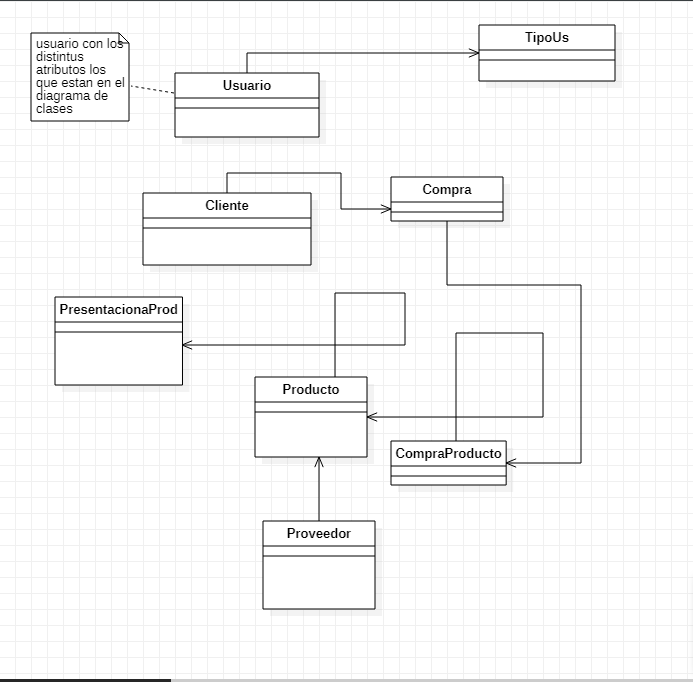 usuario con los
distintus
atributos los
que estan en el
diagrama de
clases
TipoUs
Usuario
Cliente
Compra
PresentacionaProd
Producto
CompraProducto
Proveedor